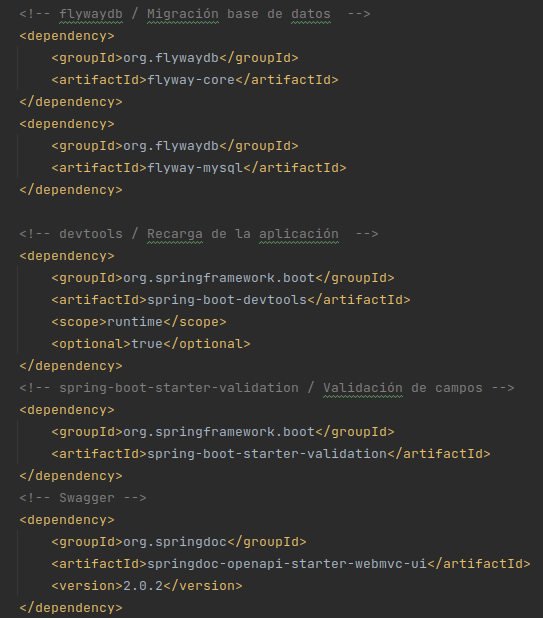 <!-- flywaydb / Migración base de datos  -->
<dependency>
    <groupId>org.flywaydb</groupId>
    <artifactId>flyway-core</artifactId>
</dependency>
<dependency>
    <groupId>org.flywaydb</groupId>
    <artifactId>flyway-mysql</artifactId>
</dependency>

<!-- devtools / Recarga de la aplicación  -->
<dependency>
    <groupId>org.springframework.boot</groupId>
    <artifactId>spring-boot-devtools</artifactId>
    <scope>runtime</scope>
    <optional>true</optional>
</dependency>
<!-- spring-boot-starter-validation / Validación de campos -->
<dependency>
    <groupId>org.springframework.boot</groupId>
    <artifactId>spring-boot-starter-validation</artifactId>
</dependency>
<!-- Swagger -->
<dependency>
    <groupId>org.springdoc</groupId>
    <artifactId>springdoc-openapi-starter-webmvc-ui</artifactId>
    <version>2.0.2</version>
</dependency>